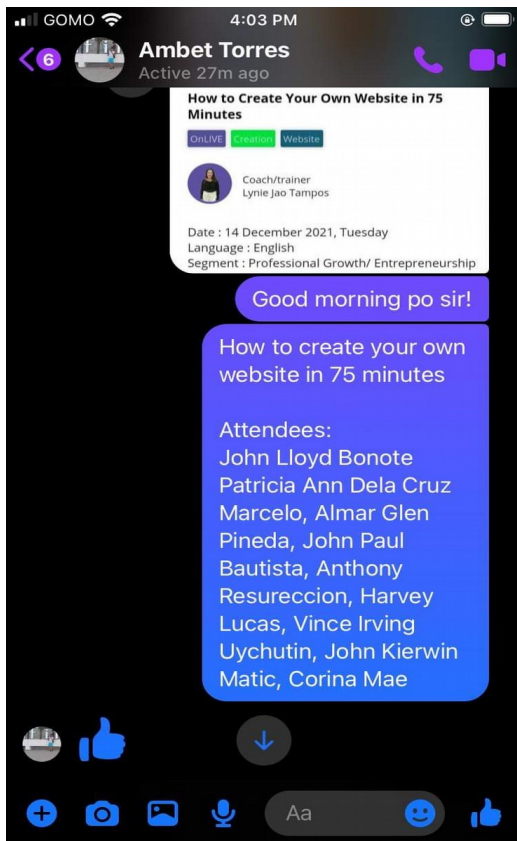 GOMO
4:03 PM
6
Ambet Torres
Active 27m ago
How to Create Your Own Website in 75
Minutes
OnLIVE Creation Website
Coach/trainer
Lynie Jao Tampos
Date : 14 December 2021, Tuesday
Language : English
Segment : Professional Growth/ Entrepreneurship
Good morning po sir!
How to create your own
website in 75 minutes
Attendees:
John Lloyd Bonote
Patricia Ann Dela Cruz
Marcelo, Almar Glen
Pineda, John Paul
Bautista, Anthony
Resureccion, Harvey
Lucas, Vince Irving
Uychutin, John Kierwin
Matic, Corina Mae
Aa